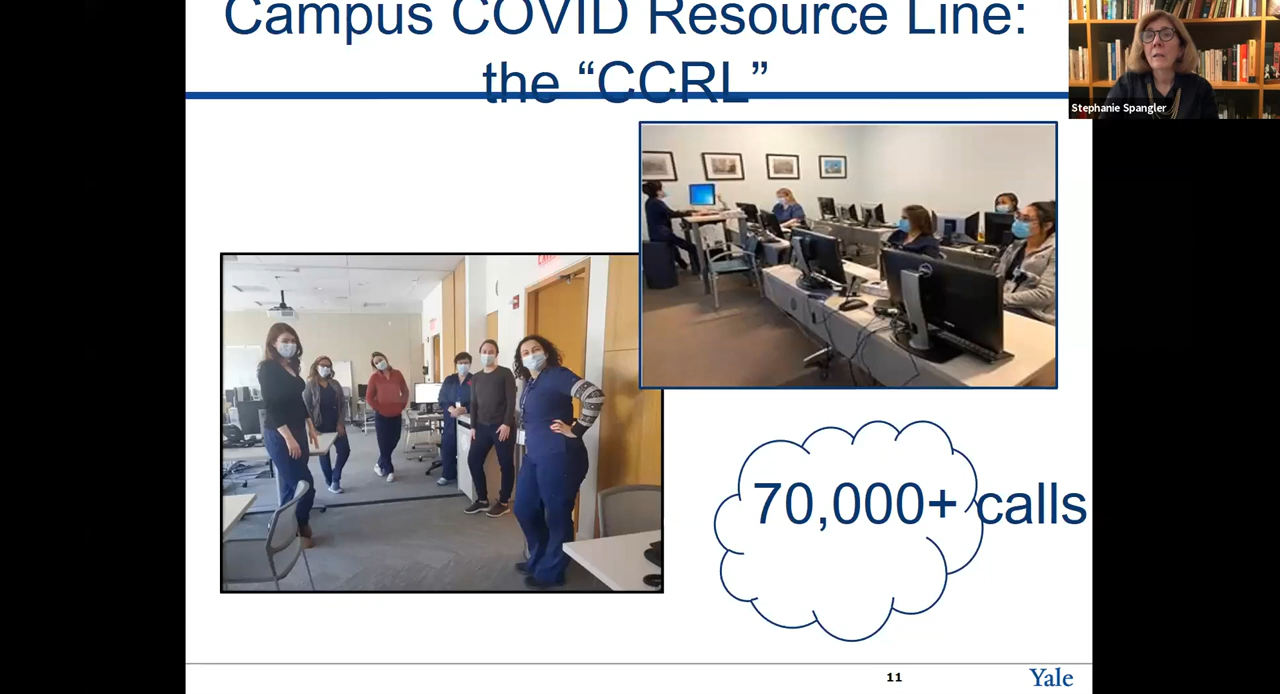 Campus COVID Resource Line:
the “CCRL”
Stephanie Spangler
70,000+ calls
11
Yale